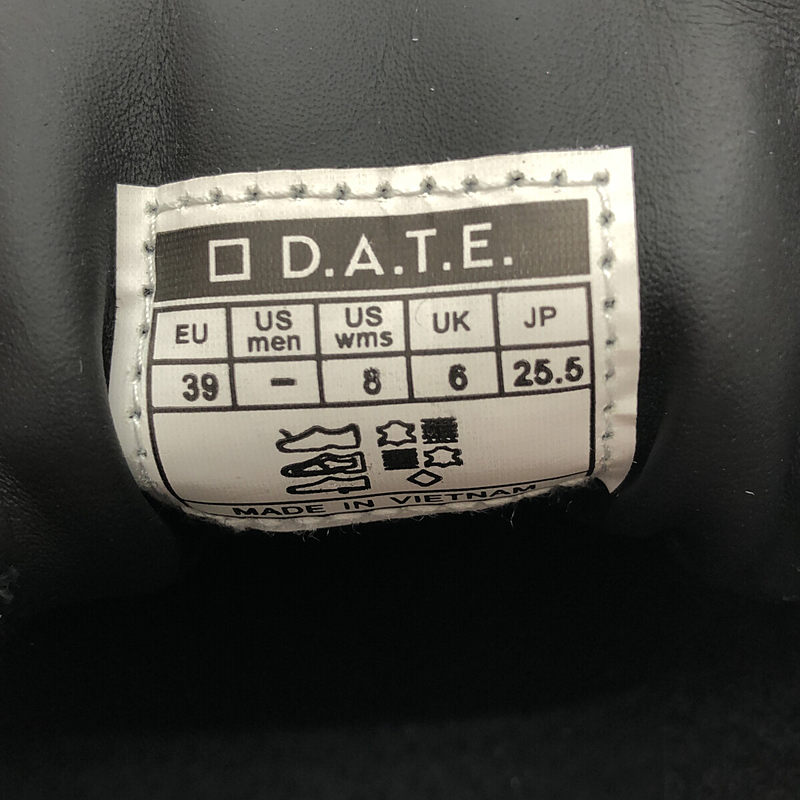 D.A.T.E.
EU US men US wms UK JP
39 - 8 6 25.5
MADE IN VIETNAM